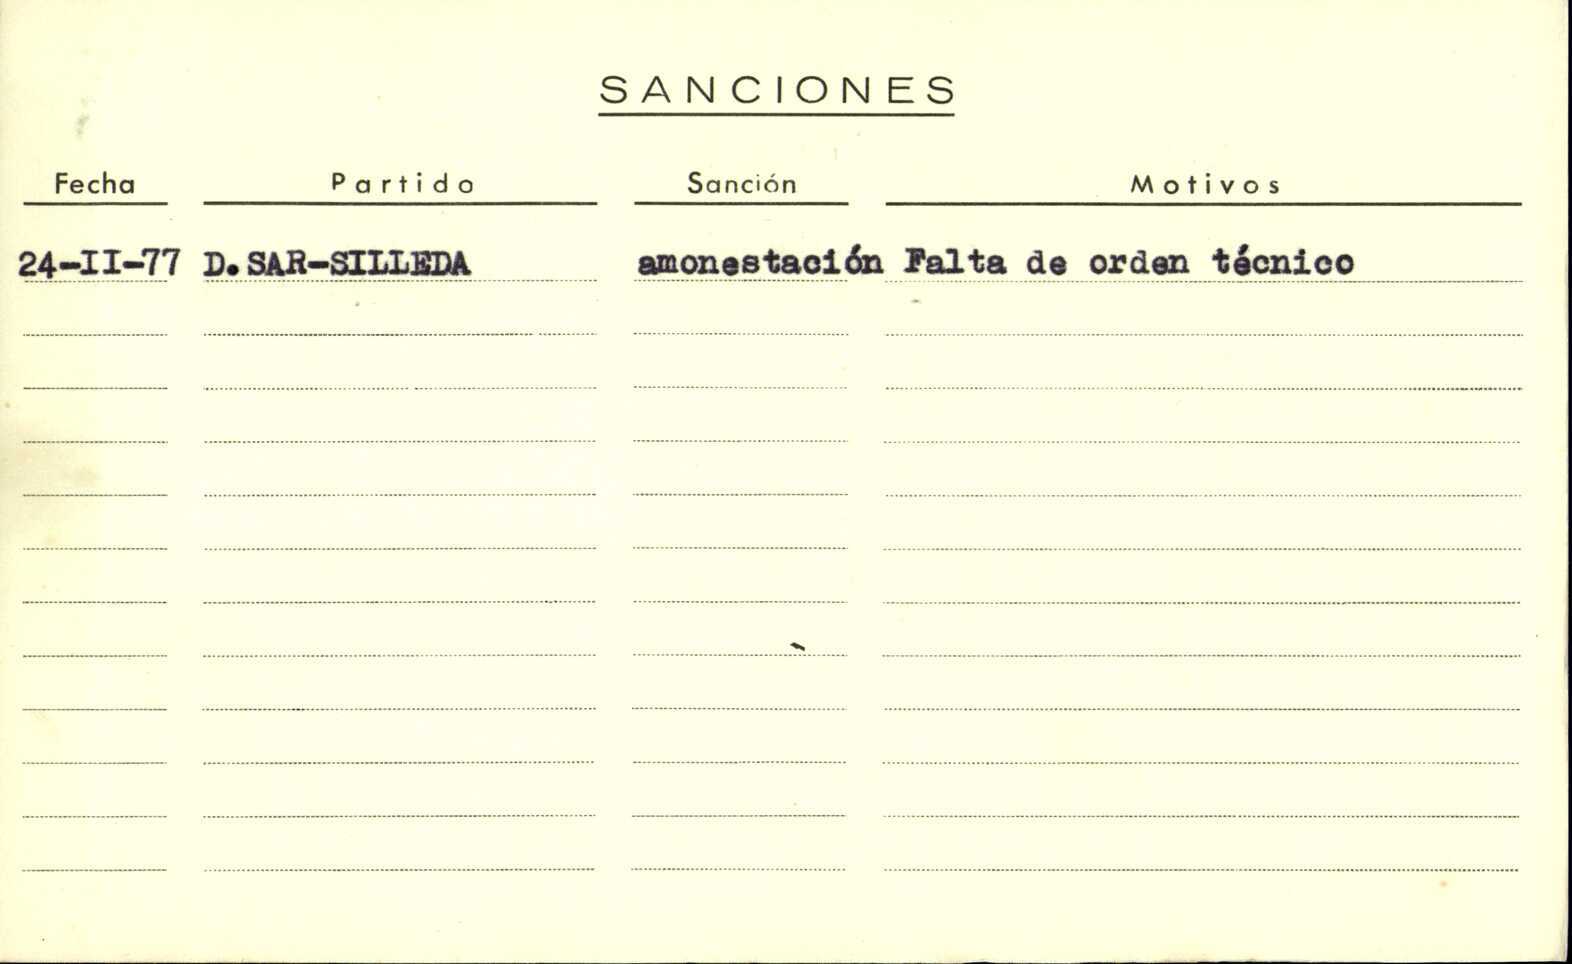 SANCIONES
Fecha Partido Sanción Motivos
24-II-77 D.SAR-SILLEDA amonestación Falta de orden técnico